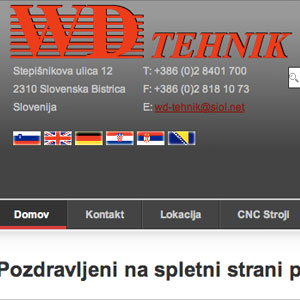 WD TEHNIK
Stepišnikova ulica 12 T: +386 (0)2 8401 700
2310 Slovenska Bistrica F: +386 (0)2 818 10 73
Slovenija E: wd-tehnik@siol.net
Domov Kontakt Lokacija CNC Stroji
Pozdravljeni na spletni strani p